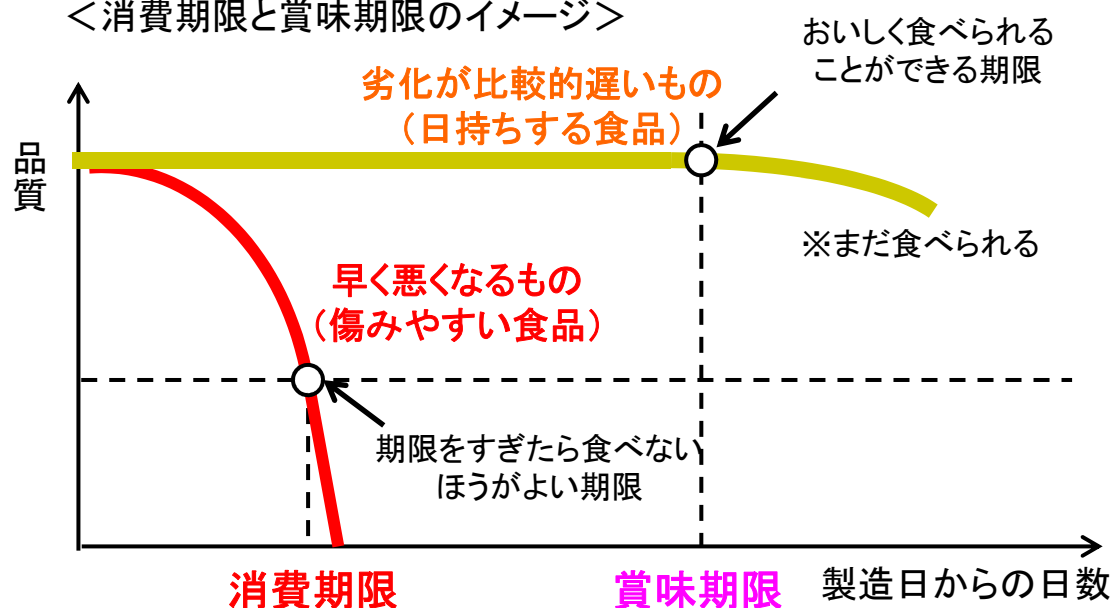 ＜消費期限と賞味期限のイメージ＞
おいしく食べられる
ことができる期限
劣化が比較的遅いもの
（日持ちする食品）
品質
※まだ食べられる
早く悪くなるもの
（傷みやすい食品）
期限をすぎたら食べない
ほうがよい期限
消費期限
賞味期限
製造日からの日数